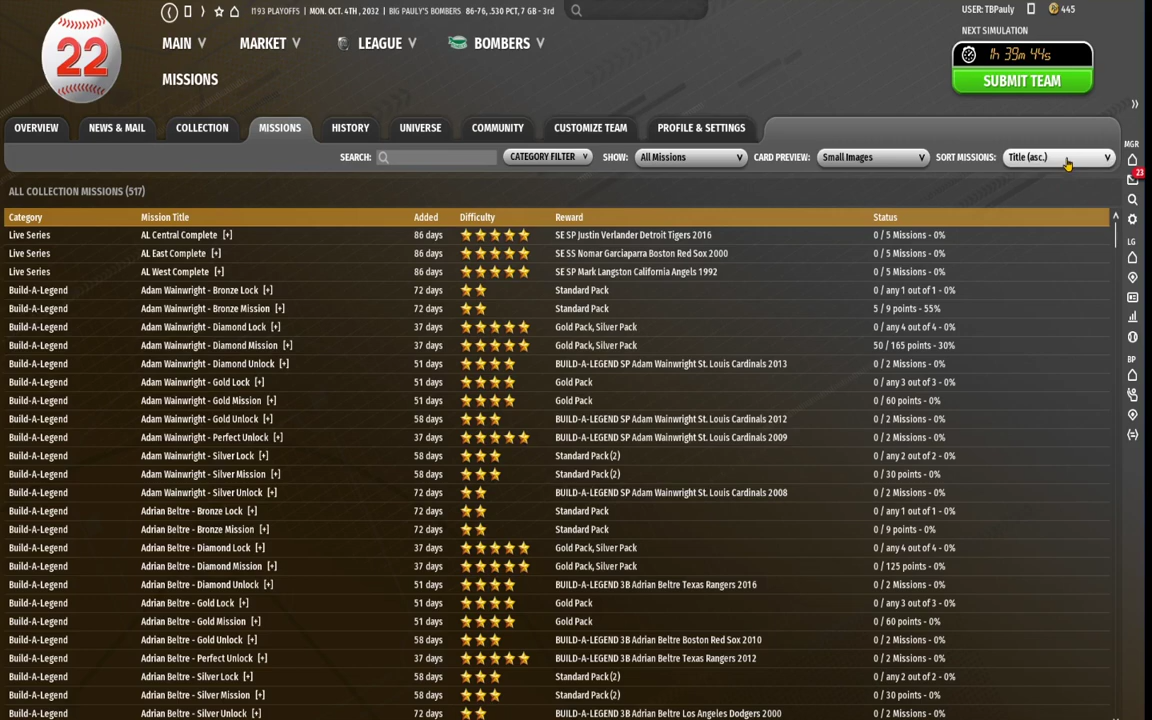 I193 PLAYOFFS | MON. OCT. 4TH, 2032 | BIG PAULY'S BOMBERS 86-76, .530 PCT, 7 GB - 3rd
USER: TBPauly 445
22
MAIN MARKET LEAGUE BOMBERS
NEXT SIMULATION
1h 39m 44s
MISSIONS
SUBMIT TEAM
OVERVIEW NEWS & MAIL COLLECTION MISSIONS HISTORY UNIVERSE COMMUNITY CUSTOMIZE TEAM PROFILE & SETTINGS
SEARCH: CATEGORY FILTER SHOW: All Missions CARD PREVIEW: Small Images SORT MISSIONS: Title (asc.)
MGR
23
LG
BP
ALL COLLECTION MISSIONS (517)
Category Mission Title Added Difficulty Reward Status
Live Series AL Central Complete [+] 86 days SE SP Justin Verlander Detroit Tigers 2016 0 / 5 Missions - 0%
Live Series AL East Complete [+] 86 days SE SS Nomar Garciaparra Boston Red Sox 2000 0 / 5 Missions - 0%
Live Series AL West Complete [+] 86 days SE SP Mark Langston California Angels 1992 0 / 5 Missions - 0%
Build-A-Legend Adam Wainwright - Bronze Lock [+] 72 days Standard Pack 0 / any 1 out of 1 - 0%
Build-A-Legend Adam Wainwright - Bronze Mission [+] 72 days Standard Pack 5 / 9 points - 55%
Build-A-Legend Adam Wainwright - Diamond Lock [+] 37 days Gold Pack, Silver Pack 0 / any 4 out of 4 - 0%
Build-A-Legend Adam Wainwright - Diamond Mission [+] 37 days Gold Pack, Silver Pack 50 / 165 points - 30%
Build-A-Legend Adam Wainwright - Diamond Unlock [+] 51 days BUILD-A-LEGEND SP Adam Wainwright St. Louis Cardinals 2013 0 / 2 Missions - 0%
Build-A-Legend Adam Wainwright - Gold Lock [+] 51 days Gold Pack 0 / any 3 out of 3 - 0%
Build-A-Legend Adam Wainwright - Gold Mission [+] 51 days Gold Pack 0 / 60 points - 0%
Build-A-Legend Adam Wainwright - Gold Unlock [+] 58 days BUILD-A-LEGEND SP Adam Wainwright St. Louis Cardinals 2012 0 / 2 Missions - 0%
Build-A-Legend Adam Wainwright - Perfect Unlock [+] 37 days BUILD-A-LEGEND SP Adam Wainwright St. Louis Cardinals 2009 0 / 2 Missions - 0%
Build-A-Legend Adam Wainwright - Silver Lock [+] 58 days Standard Pack (2) 0 / any 2 out of 2 - 0%
Build-A-Legend Adam Wainwright - Silver Mission [+] 58 days Standard Pack (2) 0 / 30 points - 0%
Build-A-Legend Adam Wainwright - Silver Unlock [+] 72 days BUILD-A-LEGEND SP Adam Wainwright St. Louis Cardinals 2008 0 / 2 Missions - 0%
Build-A-Legend Adrian Beltre - Bronze Lock [+] 72 days Standard Pack 0 / any 1 out of 1 - 0%
Build-A-Legend Adrian Beltre - Bronze Mission [+] 72 days Standard Pack 0 / 9 points - 0%
Build-A-Legend Adrian Beltre - Diamond Lock [+] 37 days Gold Pack, Silver Pack 0 / any 4 out of 4 - 0%
Build-A-Legend Adrian Beltre - Diamond Mission [+] 37 days Gold Pack, Silver Pack 0 / 125 points - 0%
Build-A-Legend Adrian Beltre - Diamond Unlock [+] 51 days BUILD-A-LEGEND 3B Adrian Beltre Texas Rangers 2016 0 / 2 Missions - 0%
Build-A-Legend Adrian Beltre - Gold Lock [+] 51 days Gold Pack 0 / any 3 out of 3 - 0%
Build-A-Legend Adrian Beltre - Gold Mission [+] 51 days Gold Pack 0 / 60 points - 0%
Build-A-Legend Adrian Beltre - Gold Unlock [+] 58 days BUILD-A-LEGEND 3B Adrian Beltre Boston Red Sox 2010 0 / 2 Missions - 0%
Build-A-Legend Adrian Beltre - Perfect Unlock [+] 37 days BUILD-A-LEGEND 3B Adrian Beltre Texas Rangers 2012 0 / 2 Missions - 0%
Build-A-Legend Adrian Beltre - Silver Lock [+] 58 days Standard Pack (2) 0 / any 2 out of 2 - 0%
Build-A-Legend Adrian Beltre - Silver Mission [+] 58 days Standard Pack (2) 0 / 30 points - 0%
Build-A-Legend Adrian Beltre - Silver Unlock [+] 72 days BUILD-A-LEGEND 3B Adrian Beltre Los Angeles Dodgers 2000 0 / 2 Missions - 0%